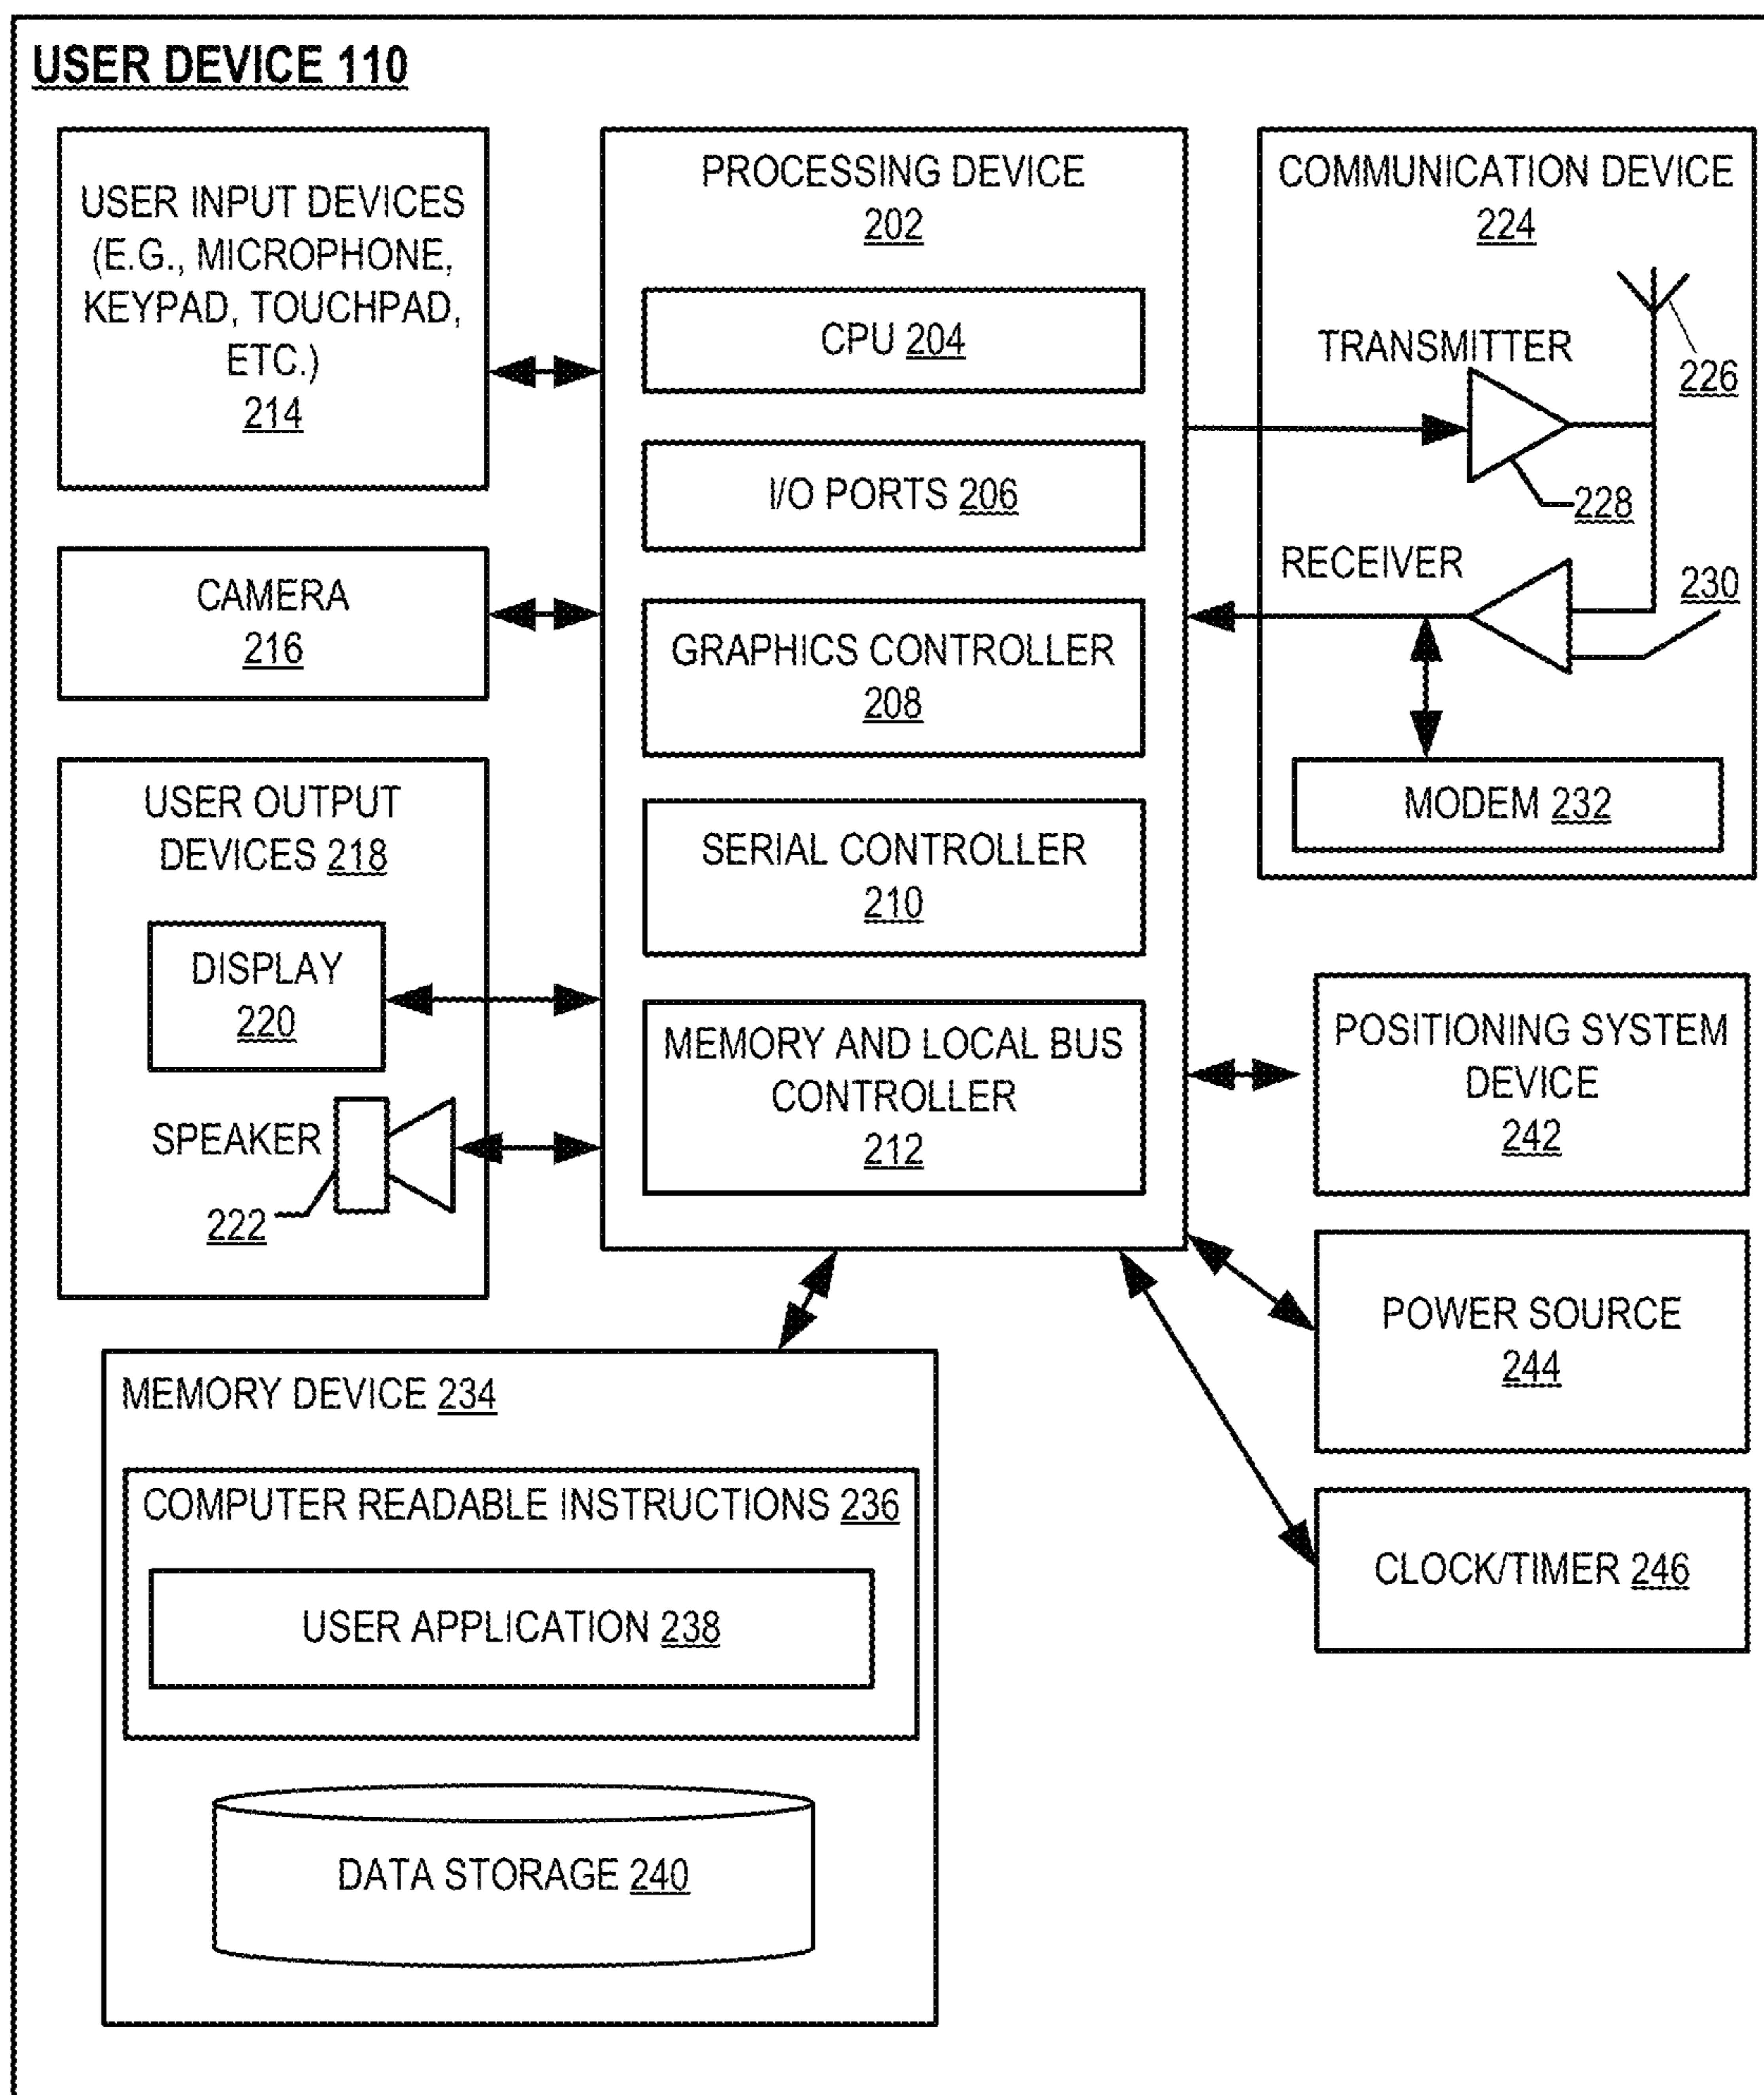 USER DEVICE 110
USER INPUT DEVICES
(E.G., MICROPHONE,
KEYPAD, TOUCHPAD,
ETC.)
214
CAMERA
216
USER OUTPUT
DEVICES 218
DISPLAY
220
SPEAKER
222
PROCESSING DEVICE
202
CPU 204
I/O PORTS 206
GRAPHICS CONTROLLER
208
SERIAL CONTROLLER
210
MEMORY AND LOCAL BUS
CONTROLLER
212
COMMUNICATION DEVICE
224
TRANSMITTER
226
228
RECEIVER
230
MODEM 232
POSITIONING SYSTEM
DEVICE
242
POWER SOURCE
244
CLOCK/TIMER 246
MEMORY DEVICE 234
COMPUTER READABLE INSTRUCTIONS 236
USER APPLICATION 238
DATA STORAGE 240